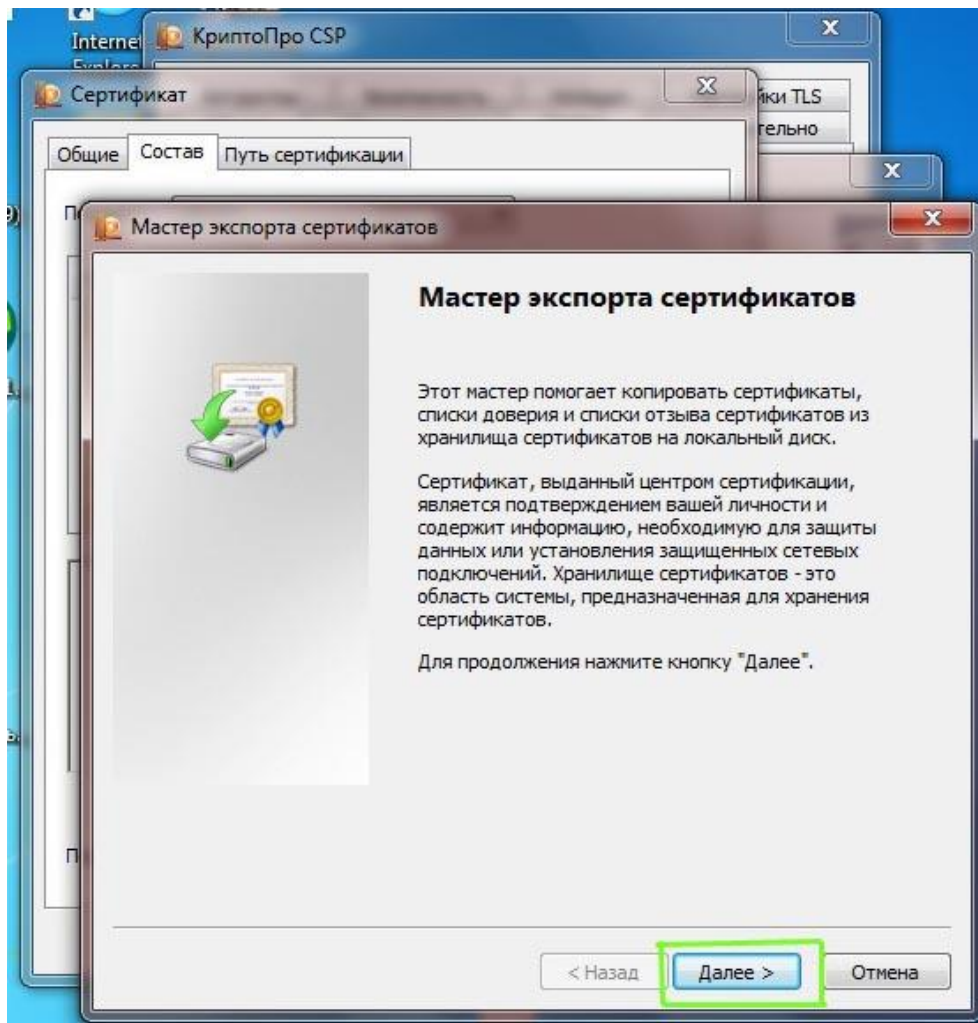 Interne
КриптоПро CSP
Сертификат
йки TLS
тельно
Общие
Состав
Путь сертификации
Мастер экспорта сертификатов
Мастер экспорта сертификатов
Этот мастер помогает копировать сертификаты,
списки доверия и списки отзыва сертификатов из
хранилища сертификатов на локальный диск.
Сертификат, выданный центром сертификации,
является подтверждением вашей личности и
содержит информацию, необходимую для защиты
данных или установления защищенных сетевых
подключений. Хранилище сертификатов - это
область системы, предназначенная для хранения
сертификатов.
Для продолжения нажмите кнопку "Далее".
< Назад
Далее >
Отмена